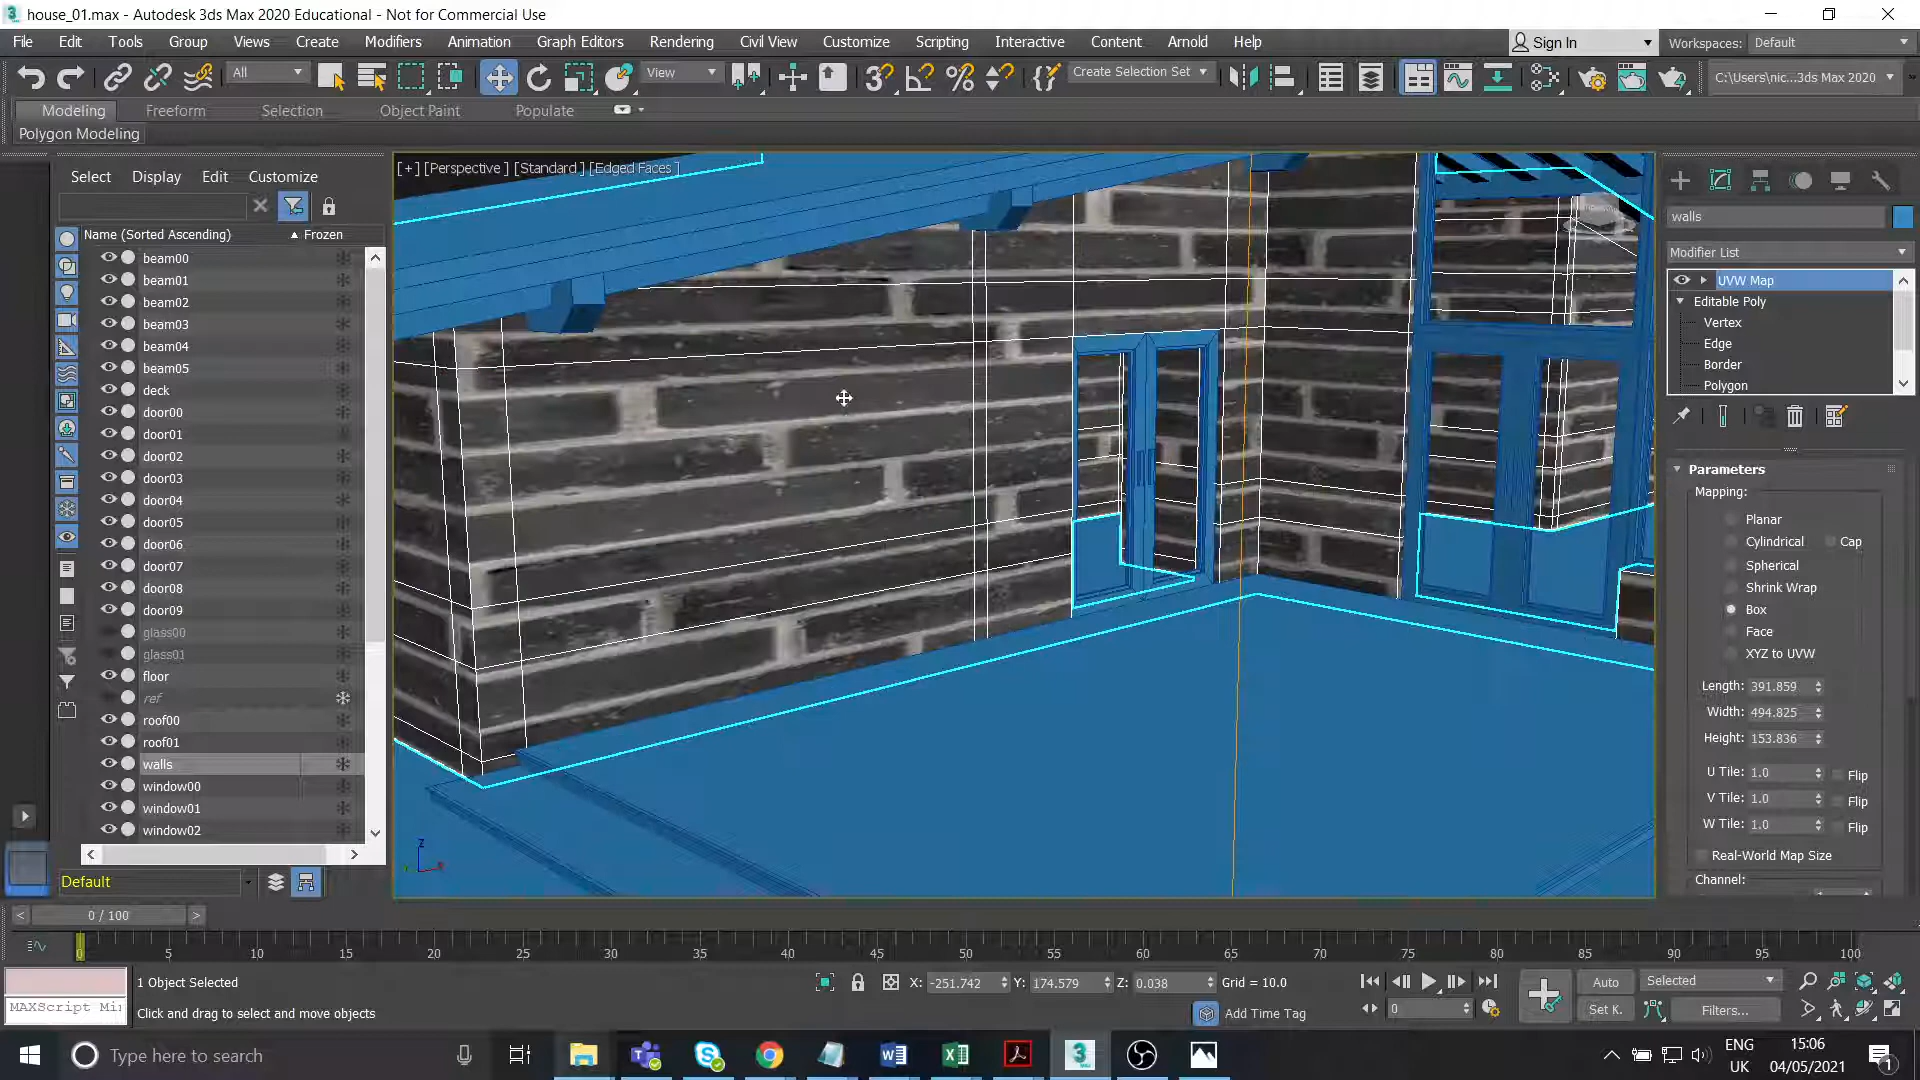 house_01.max - Autodesk 3ds Max 2020 Educational - Not for Commercial Use
File Edit Tools Group Views Create Modifiers Animation Graph Editors Rendering Civil View Customize Scripting Interactive Content Arnold Help
Sign In
Workspaces: Default
All
View
Create Selection Set
C:\Users\nic...3ds Max 2020
Modeling Freeform Selection Object Paint Populate
Polygon Modeling
Select Display Edit Customize
Name (Sorted Ascending) Frozen
beam00
beam01
beam02
beam03
beam04
beam05
deck
door00
door01
door02
door03
door04
door05
door06
door07
door08
door09
glass00
glass01
floor
ref
roof00
roof01
walls
window00
window01
window02
Default
[+] [Perspective ] [Standard ] [Edged Faces ]
z
walls
Modifier List
UVW Map
Editable Poly
Vertex
Edge
Border
Polygon
Parameters
Mapping:
Planar
Cylindrical Cap
Spherical
Shrink Wrap
Box
Face
XYZ to UVW
Length: 391.859
Width: 494.825
Height: 153.836
U Tile: 1.0 Flip
V Tile: 1.0 Flip
W Tile: 1.0 Flip
Real-World Map Size
Channel:
0 / 100
0 5 10 15 20 25 30 35 40 45 50 55 60 65 70 75 80 85 90 95 100
MAXScript Mi
1 Object Selected
Click and drag to select and move objects
X: -251.742 Y: 174.579 Z: 0.038 Grid = 10.0
Add Time Tag
0
Auto Selected
Set K. Filters...
Type here to search
ENG
UK
15:06
04/05/2021
1